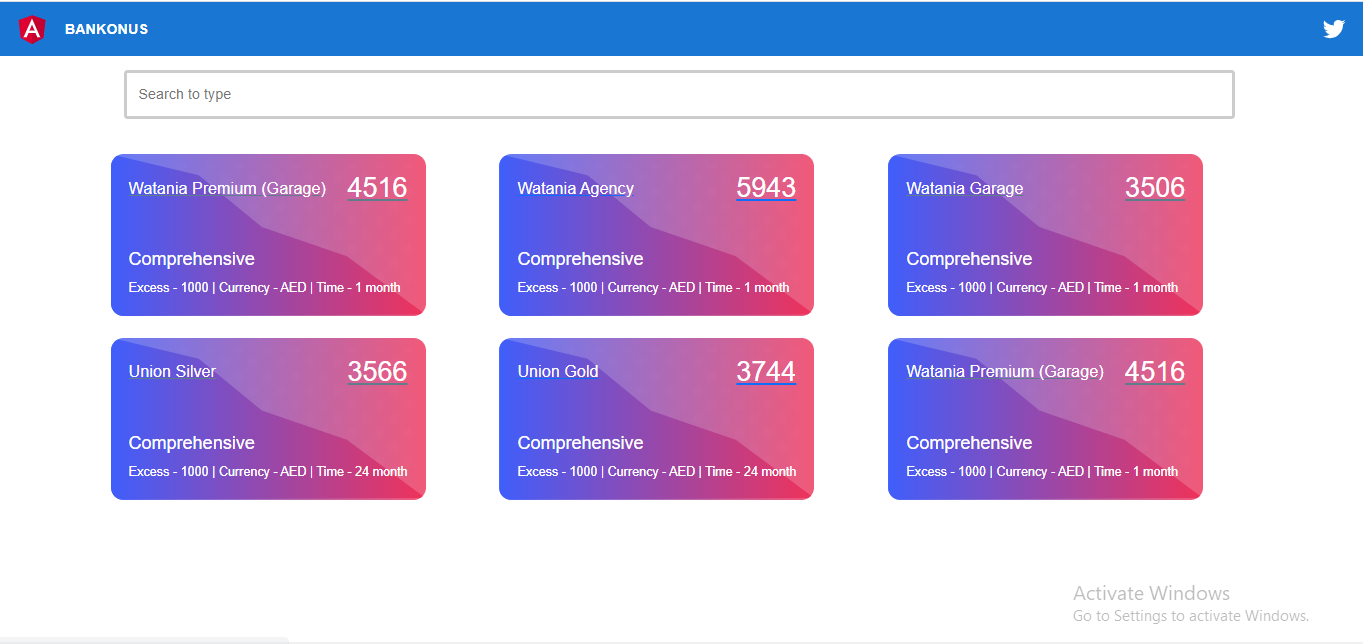 A
BANKONUS
Search to type
Watania Premium (Garage) 4516
Comprehensive
Excess - 1000 | Currency - AED | Time - 1 month
Watania Agency 5943
Comprehensive
Excess - 1000 | Currency - AED | Time - 1 month
Watania Garage 3506
Comprehensive
Excess - 1000 | Currency - AED | Time - 1 month
Union Silver 3566
Comprehensive
Excess - 1000 | Currency - AED | Time - 24 month
Union Gold 3744
Comprehensive
Excess - 1000 | Currency - AED | Time - 24 month
Watania Premium (Garage) 4516
Comprehensive
Excess - 1000 | Currency - AED | Time - 1 month
Activate Windows
Go to Settings to activate Windows.